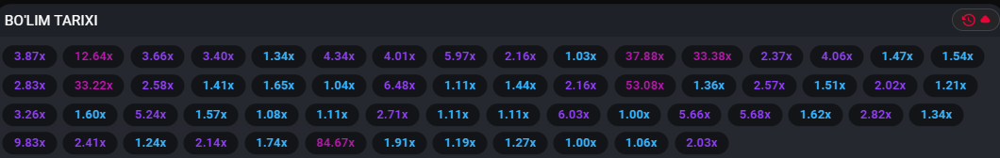 BO'LIM TARIXI
3.87x 12.64x 3.66x 3.40x 1.34x 4.34x 4.01x 5.97x 2.16x 1.03x 37.88x 33.38x 2.37x 4.06x 1.47x 1.54x
2.83x 33.22x 2.58x 1.41x 1.65x 1.04x 6.48x 1.11x 1.44x 2.16x 53.08x 1.36x 2.57x 1.51x 2.02x 1.21x
3.26x 1.60x 5.24x 1.57x 1.08x 1.11x 2.71x 1.11x 1.11x 6.03x 1.00x 5.66x 5.68x 1.62x 2.82x 1.34x
9.83x 2.41x 1.24x 2.14x 1.74x 84.67x 1.91x 1.19x 1.27x 1.00x 1.06x 2.03x